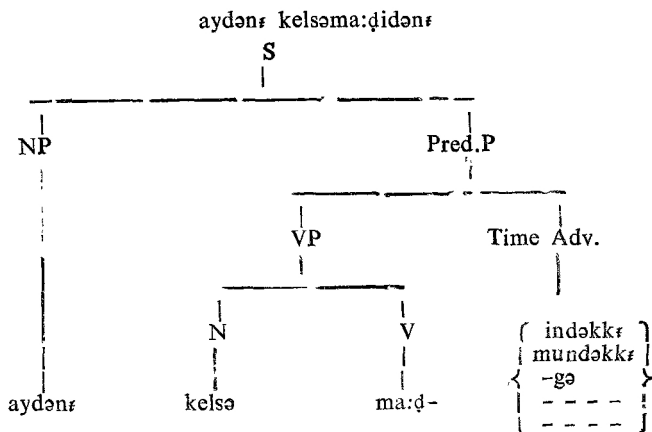 aydənɨ kelsəma:ḍidənɨ
S
NP Pred.P
VP Time Adv.
N V
indəkkɨ
mundəkkɨ
-gə
- - - -
- - - -
aydənɨ kelsə ma:ḍ-